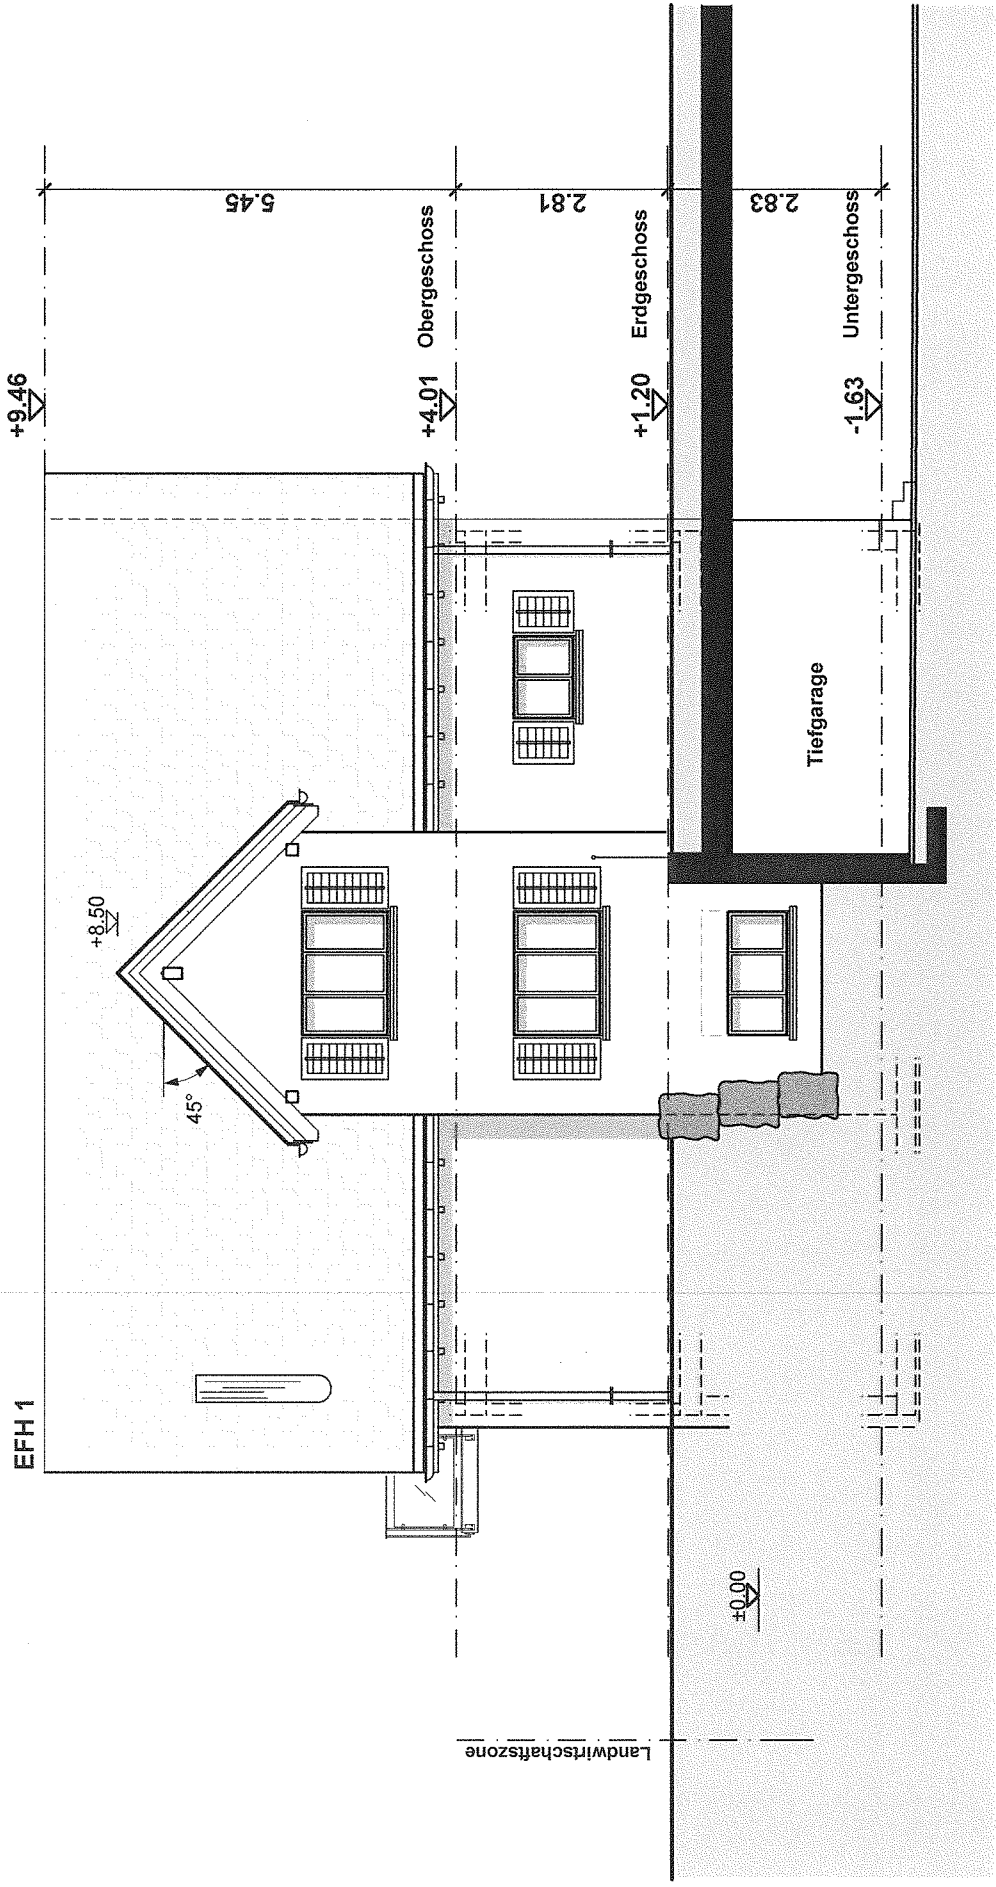 EFH 1
+9.46
+8.50
45°
5.45
+4.01
Obergeschoss
2.81
+1.20
Erdgeschoss
2.83
-1.63
Untergeschoss
Tiefgarage
±0.00
Landwirtschaftszone